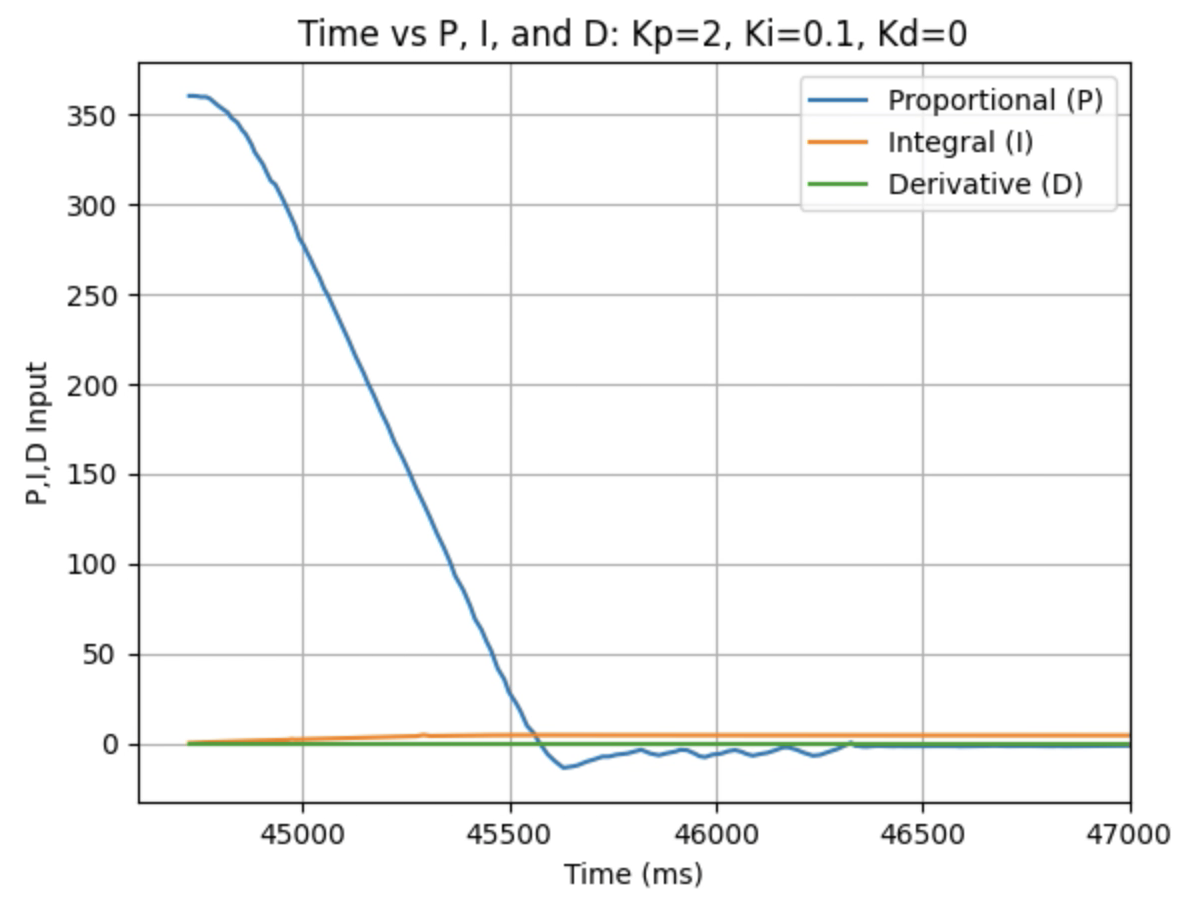 Time vs P, I, and D: Kp=2, Ki=0.1, Kd=0
Proportional (P)
Integral (I)
Derivative (D)
P,I,D Input
350
300
250
200
150
100
50
0
45000 45500 46000 46500 47000
Time (ms)